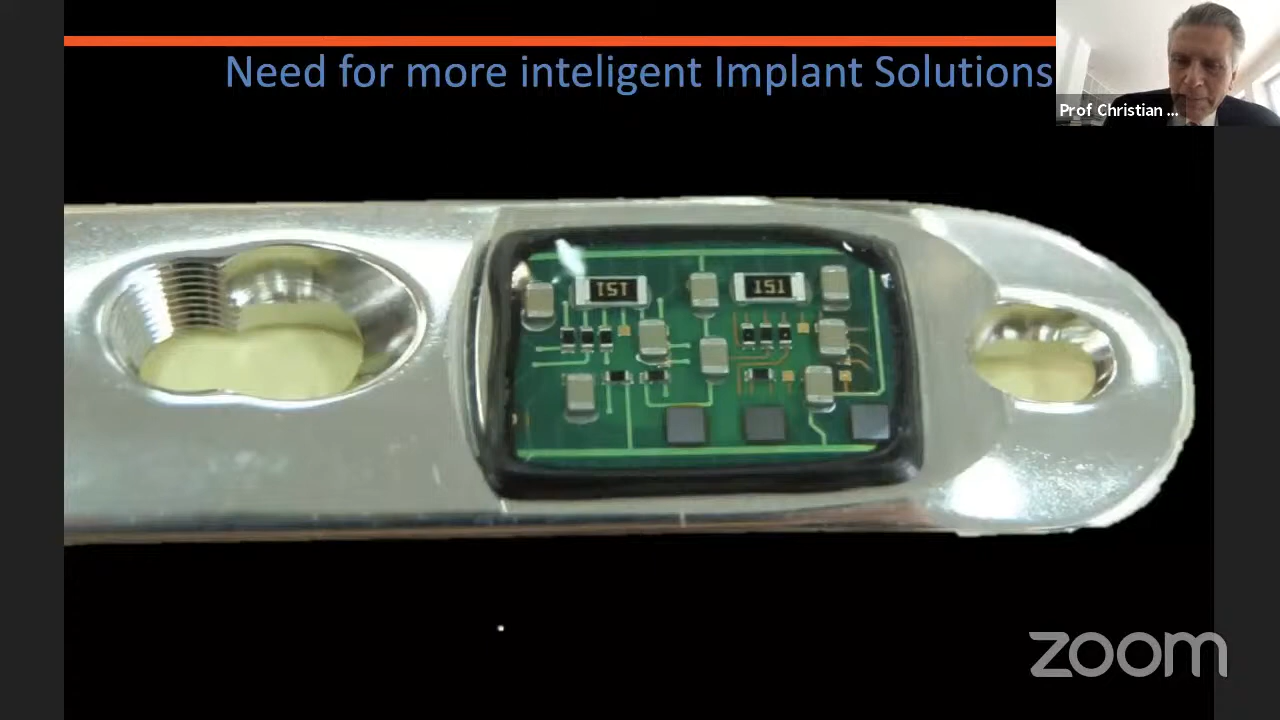 Need for more inteligent Implant Solutions
Prof Christian ...
151
151
zoom